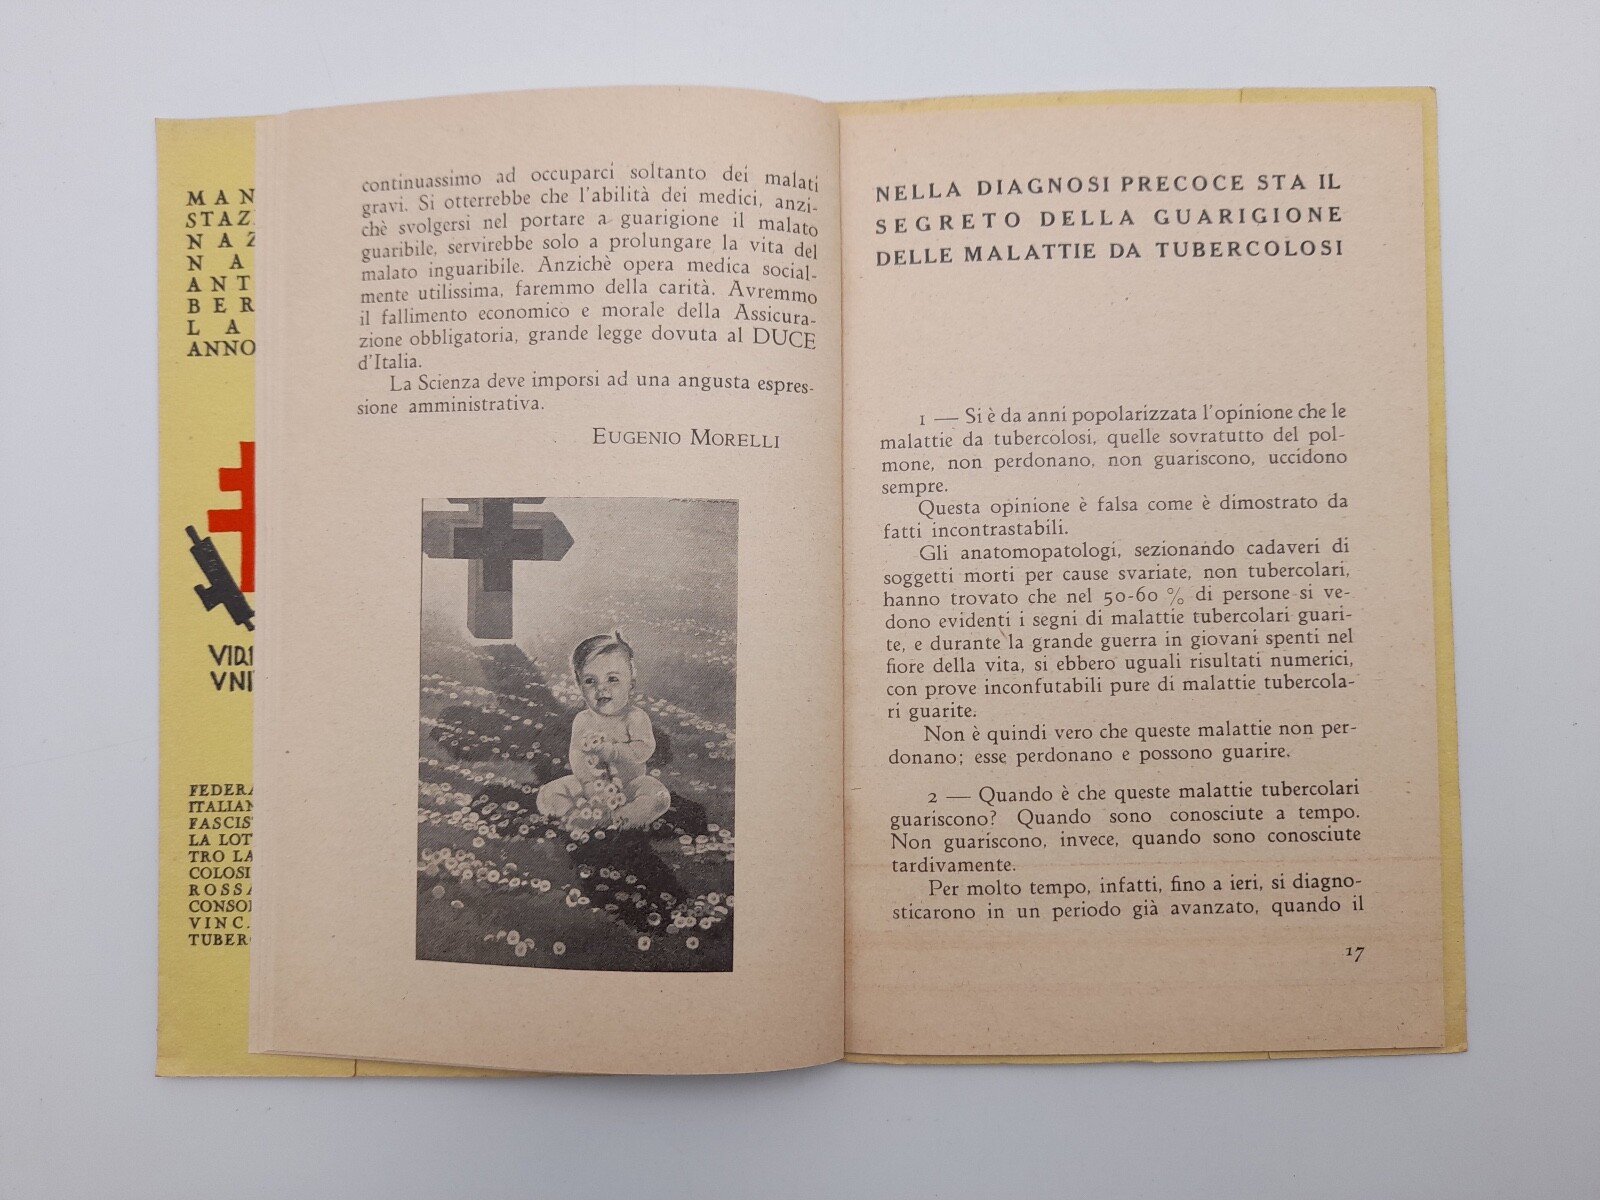 MAN
STAZ
NAZ
NA
ANT
BER
LA
ANNO
VNI
FEDERA
ITALIAN
FASCIS
LA LOT
TRO LA
COLOSI
ROSSA
CONSO
VINC.
TUBER
continuassimo ad occuparci soltanto dei malati
gravi. Si otterrebbe che l'abilità dei medici, anzi-
chè svolgersi nel portare a guarigione il malato
guaribile, servirebbe solo a prolungare la vita del
malato inguaribile. Anzichè opera medica social-
mente utilissima, faremmo della carità. Avremmo
il fallimento economico e morale della Assicura-
zione obbligatoria, grande legge dovuta al DUCE
d'Italia.
La Scienza deve imporsi ad una angusta espres-
sione amministrativa.
EUGENIO MORELLI
NELLA DIAGNOSI PRECOCE STA IL
SEGRETO DELLA GUARIGIONE
DELLE MALATTIE DA TUBERCOLOSI
1 — Si è da anni popolarizzata l'opinione che le
malattie da tubercolosi, quelle sovratutto del pol-
mone, non perdonano, non guariscono, uccidono
sempre.
Questa opinione è falsa come è dimostrato da
fatti incontrastabili.
Gli anatomopatologi, sezionando cadaveri di
soggetti morti per cause svariate, non tubercolari,
hanno trovato che nel 50-60 % di persone si ve-
dono evidenti i segni di malattie tubercolari guari-
te, e durante la grande guerra in giovani spenti nel
fiore della vita, si ebbero uguali risultati numerici,
con prove inconfutabili pure di malattie tubercola-
ri guarite.
Non è quindi vero che queste malattie non per-
donano; esse perdonano e possono guarire.
2 — Quando è che queste malattie tubercolari
guariscono? Quando sono conosciute a tempo.
Non guariscono, invece, quando sono conosciute
tardivamente.
Per molto tempo, infatti, fino a ieri, si diagno-
sticarono in un periodo già avanzato, quando il
17